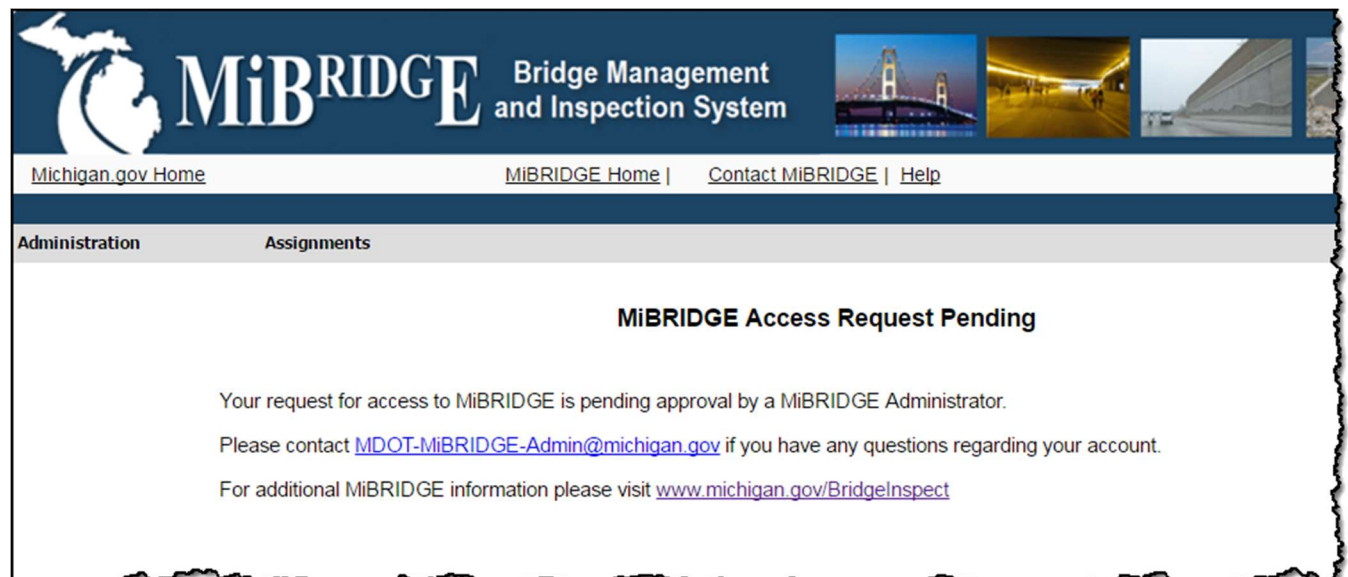 MiBRIDGE Bridge Management
and Inspection System
Michigan.gov Home MiBRIDGE Home | Contact MiBRIDGE | Help
Administration Assignments
MiBRIDGE Access Request Pending
Your request for access to MiBRIDGE is pending approval by a MiBRIDGE Administrator.
Please contact MDOT-MiBRIDGE-Admin@michigan.gov if you have any questions regarding your account.
For additional MiBRIDGE information please visit www.michigan.gov/BridgeInspect